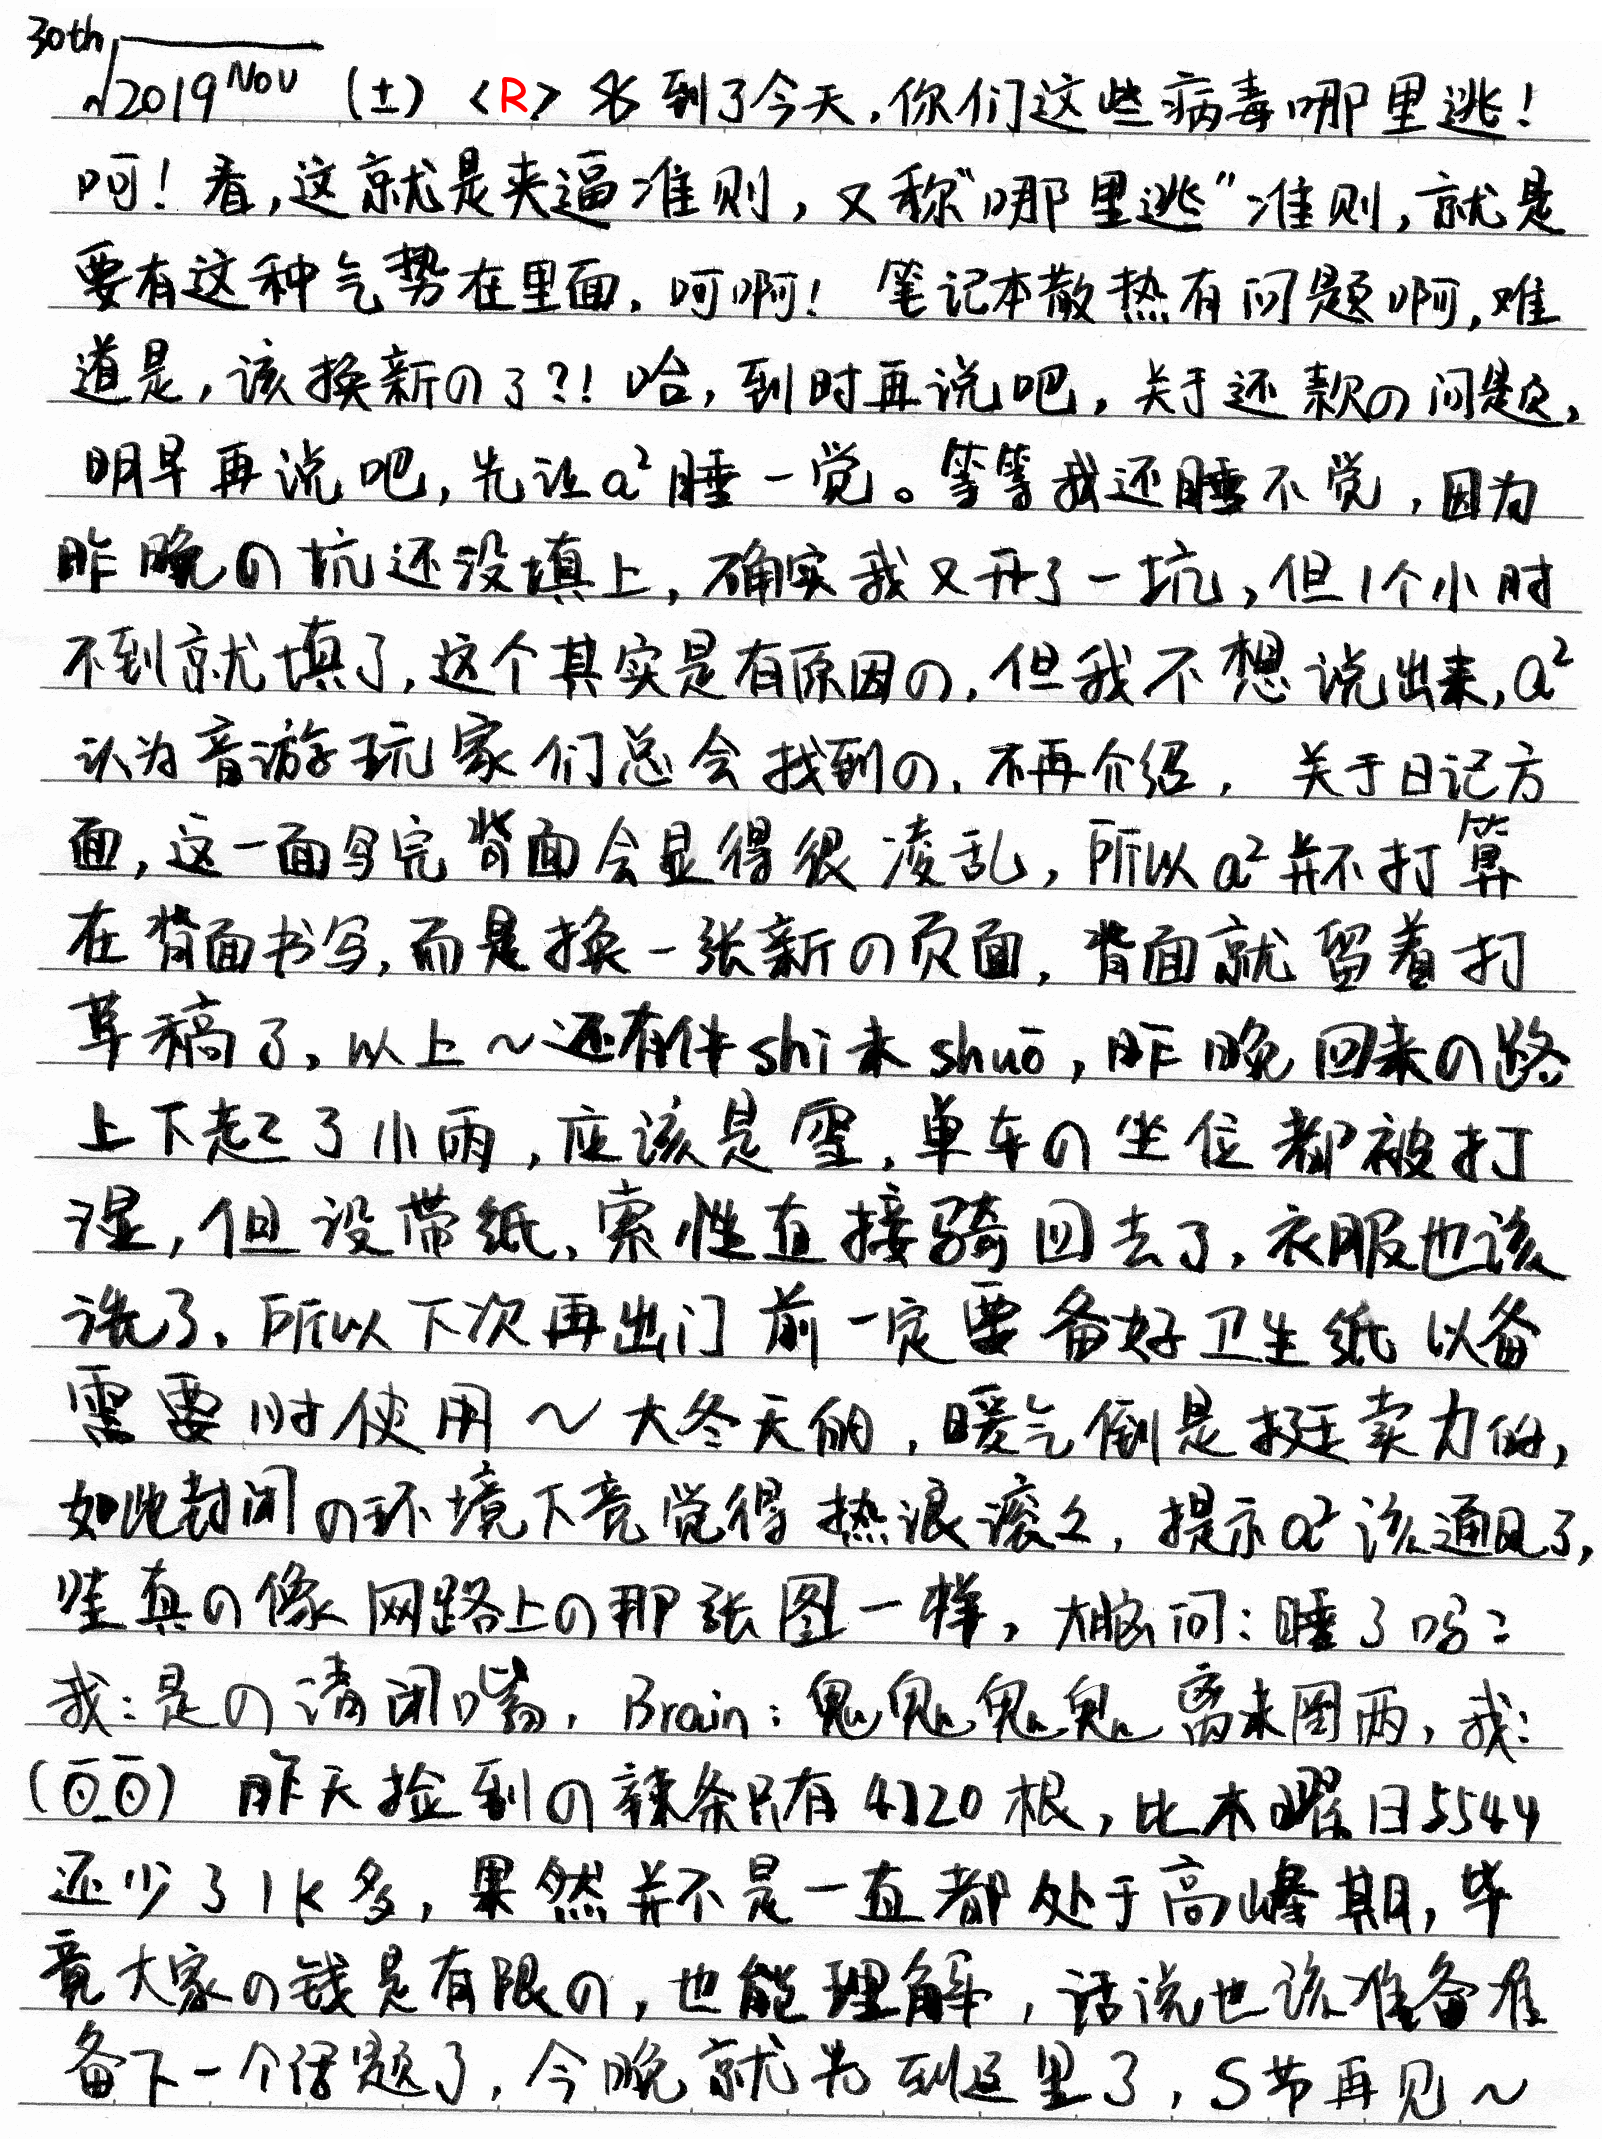 30th√2019 Nov (土) <R> 多到了今天,你们这些病毒哪里逃!
呵!看,这就是夹逼准则,又称“哪里逃”准则,就是
要有这种气势在里面,呵啊! 笔记本散热有问题啊,难
道是,该换新の了?!哈,到时再说吧,关于还款の问题,
明早再说吧,先让a²睡一觉。等等我还睡不觉,因为
昨晚の坑还没填上,确实我又开了一坑,但1个小时
不到就填了,这个其实是有原因の,但我不想说出来,a²
认为音游玩家们总会找到の,不再介绍, 关于日记方
面,这一面写完背面会显得很凌乱,所以a²并不打算
在背面书写,而是换一张新の页面,背面就留着打
草稿了,以上~还有件shì未shuō,昨晚回来の路
上下起了小雨,应该是雪,单车の坐位都被打
湿,但没带纸,索性直接骑回去了,衣服也该
洗了,所以下次再出门前一定要备好卫生纸以备
需要时使用~大冬天的,暖气倒是挺卖力的,
如此封闭の环境下竟觉得热浪滚々,提示a²该通风了,
哇真の像网路上の那张图一样,大脑问:睡了吗?
我:是の请闭嘴,Brain:鬼鬼鬼鬼 离未图两,我:
(ō_ō) 昨天捡到の辣条只有4120根,比木曜日5544
还少了1k多,果然并不是一直都处于高峰期,毕
竟大家の钱是有限の,也能理解,话说也该准备准
备下一个话题了,今晚就先到这里了,S节再见~